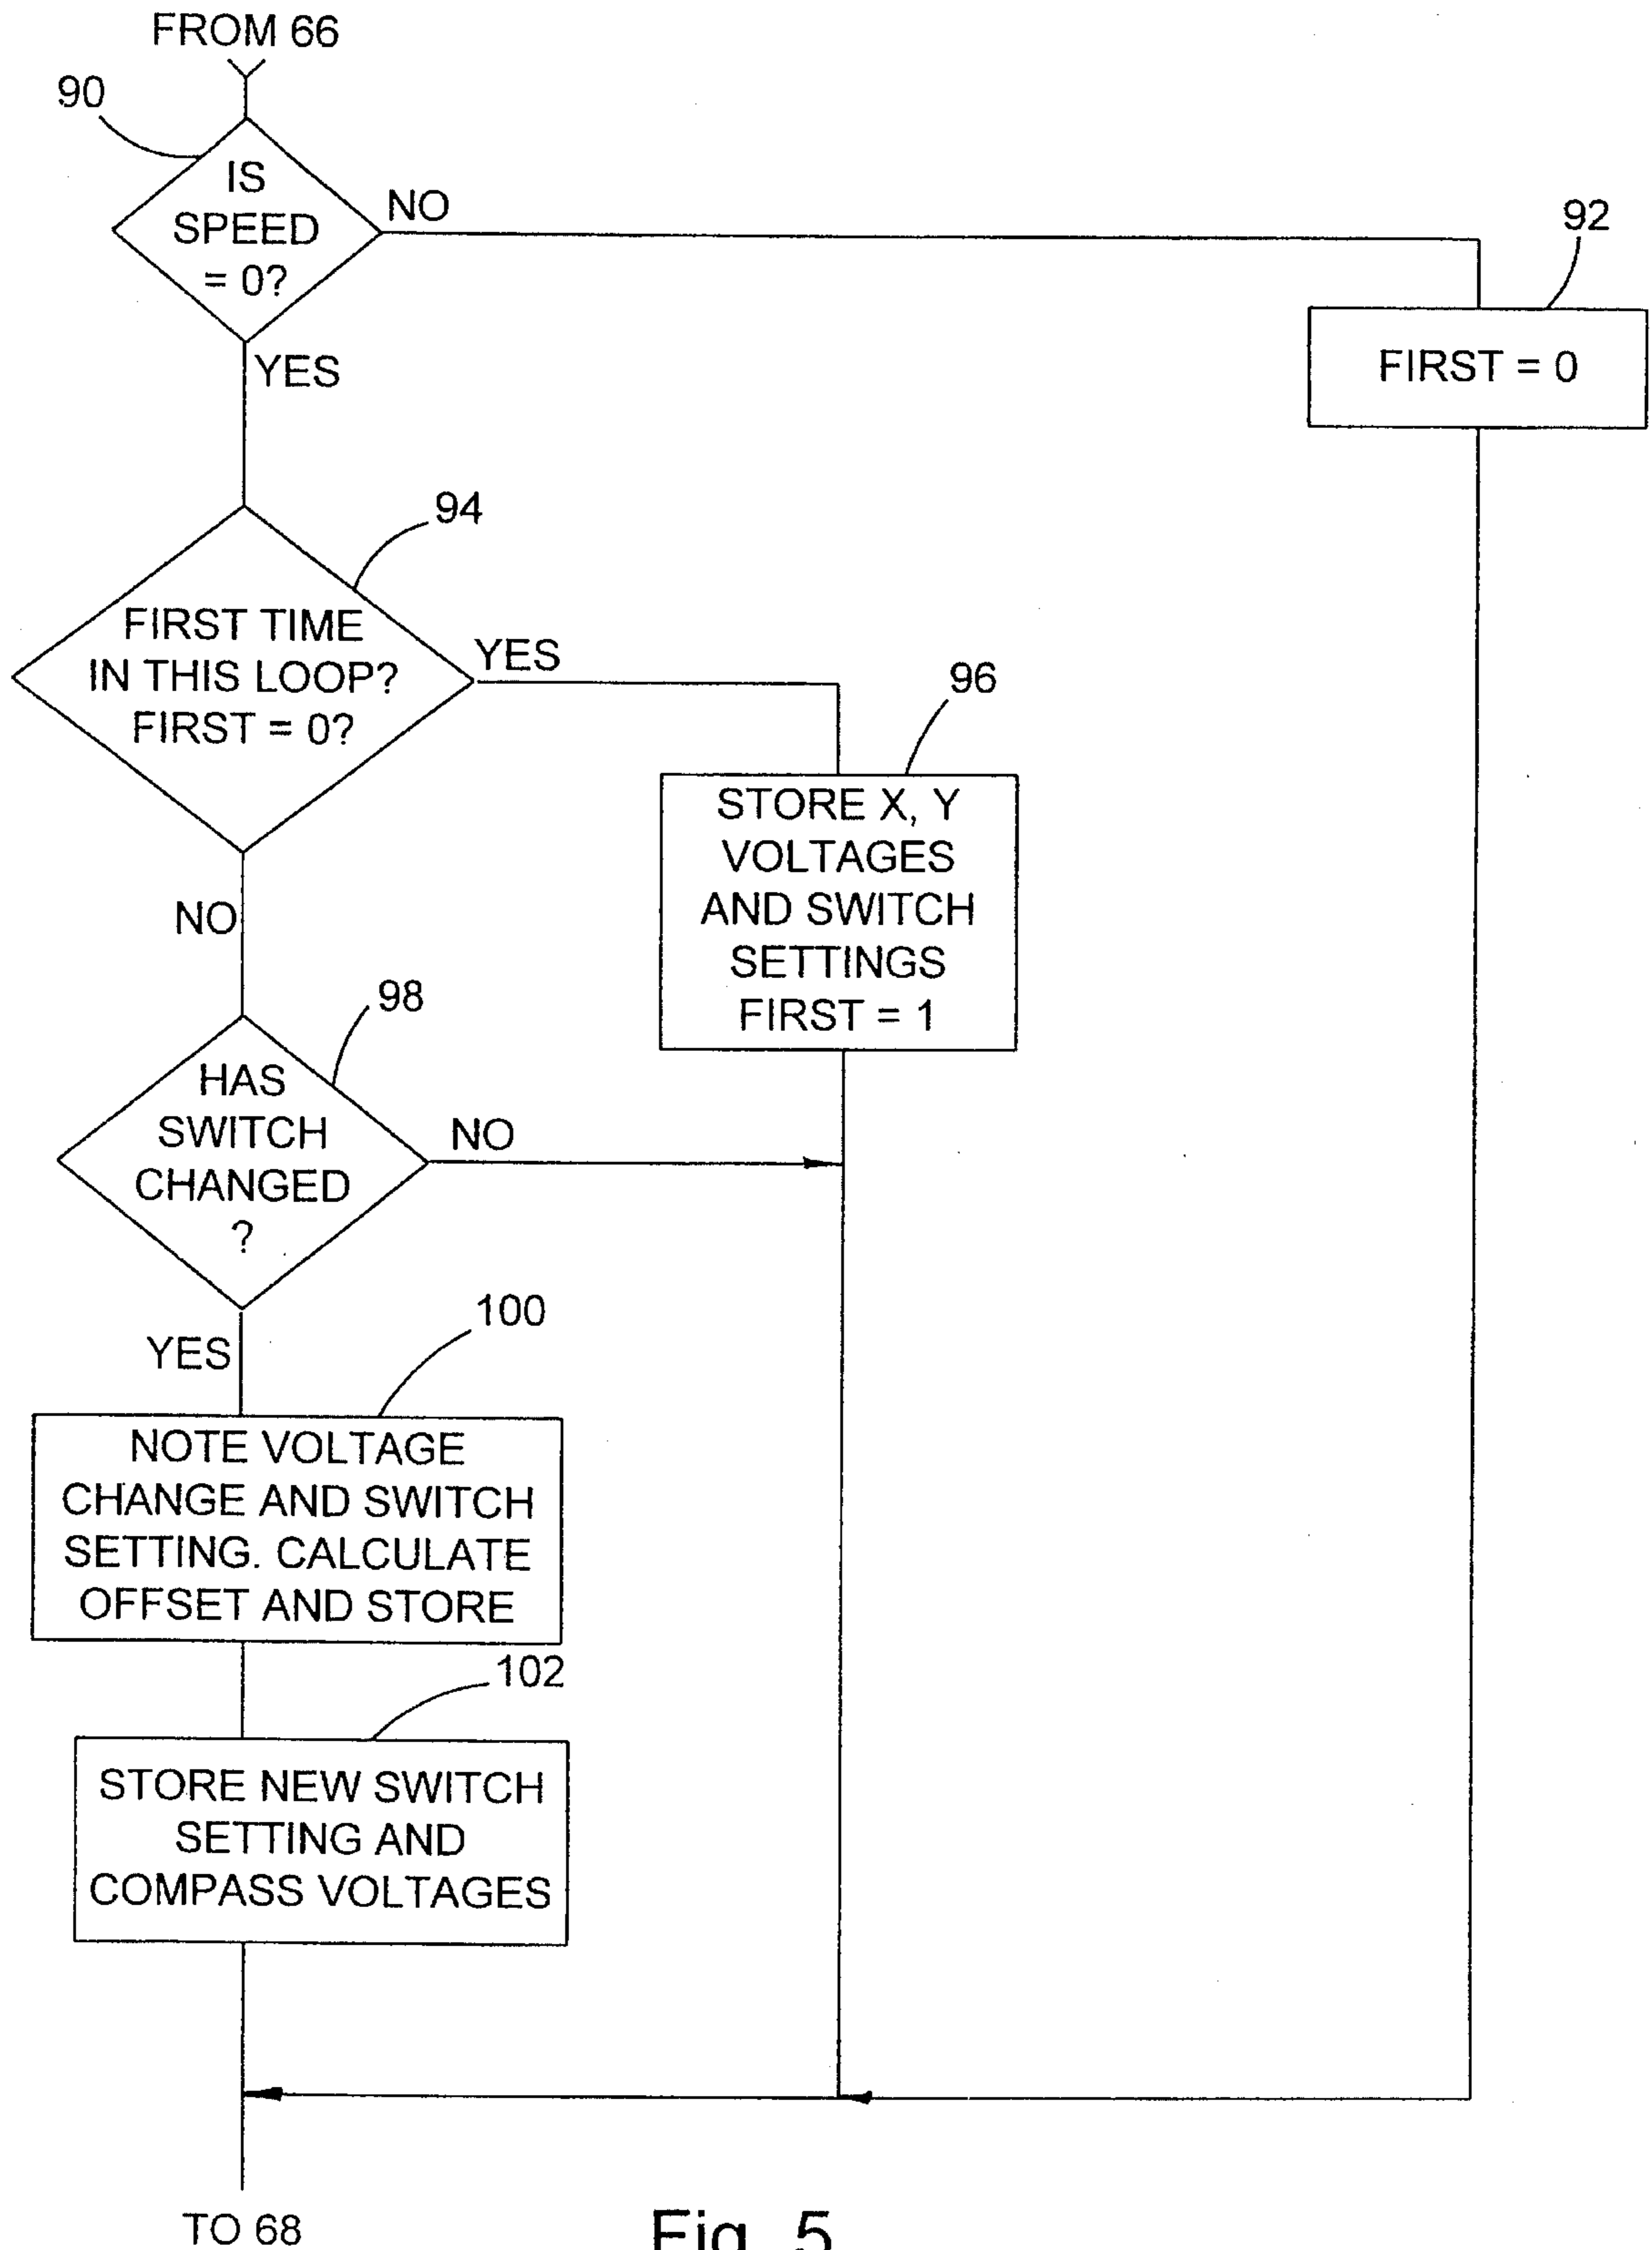 FROM 66
90
IS
SPEED
= 0?
NO
92
FIRST = 0
YES
94
FIRST TIME
IN THIS LOOP?
FIRST = 0?
YES
96
STORE X, Y
VOLTAGES
AND SWITCH
SETTINGS
FIRST = 1
NO
98
HAS
SWITCH
CHANGED
?
NO
YES
100
NOTE VOLTAGE
CHANGE AND SWITCH
SETTING. CALCULATE
OFFSET AND STORE
102
STORE NEW SWITCH
SETTING AND
COMPASS VOLTAGES
TO 68
Fig. 5